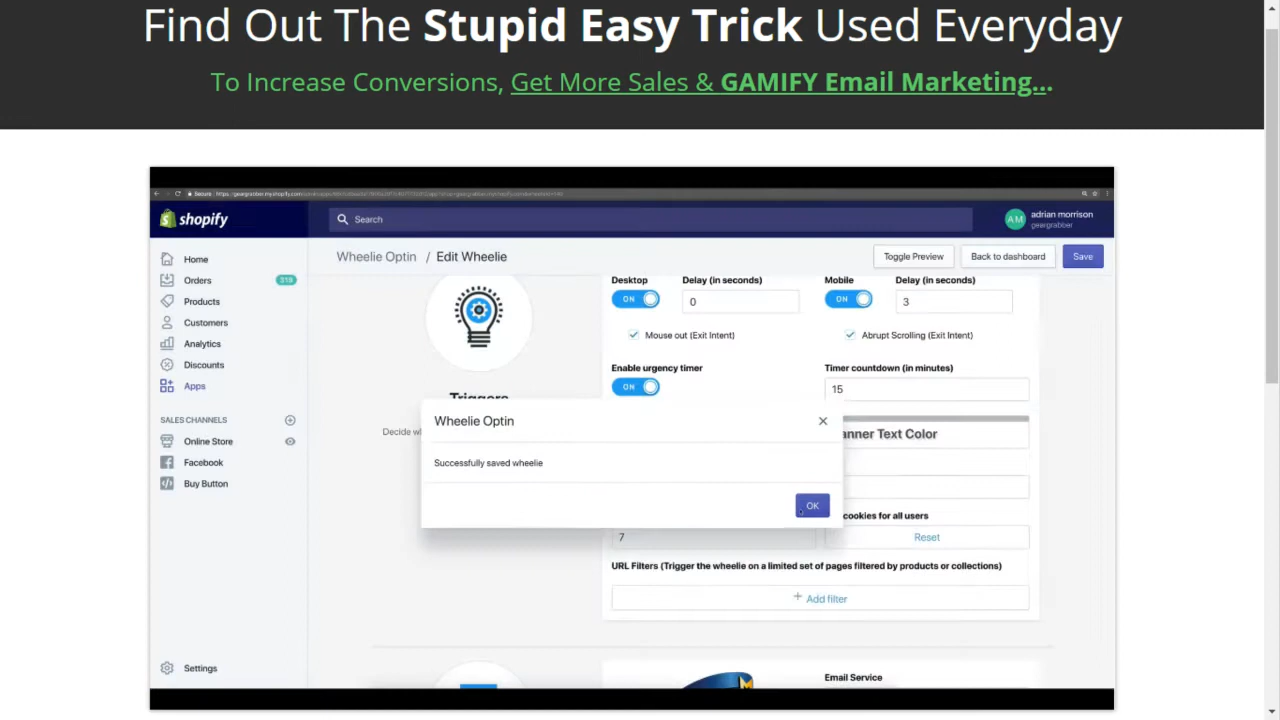 Find Out The Stupid Easy Trick Used Everyday
To Increase Conversions, Get More Sales & GAMIFY Email Marketing...
shopify
Search
AM
adrian morrison
geargrabber
Home
Orders
319
Products
Customers
Analytics
Discounts
Apps
SALES CHANNELS
Online Store
Facebook
Buy Button
Settings
Wheelie Optin / Edit Wheelie
Toggle Preview
Back to dashboard
Save
Desktop
Delay (in seconds)
Mobile
Delay (in seconds)
ON
0
ON
3
Mouse out (Exit Intent)
Abrupt Scrolling (Exit Intent)
Enable urgency timer
Timer countdown (in minutes)
ON
15
Triggers
Decide
Text Color
Wheelie Optin
Successfully saved wheelie
OK
cookies for all users
7
Reset
URL Filters (Trigger the wheelie on a limited set of pages filtered by products or collections)
+ Add filter
Email Service